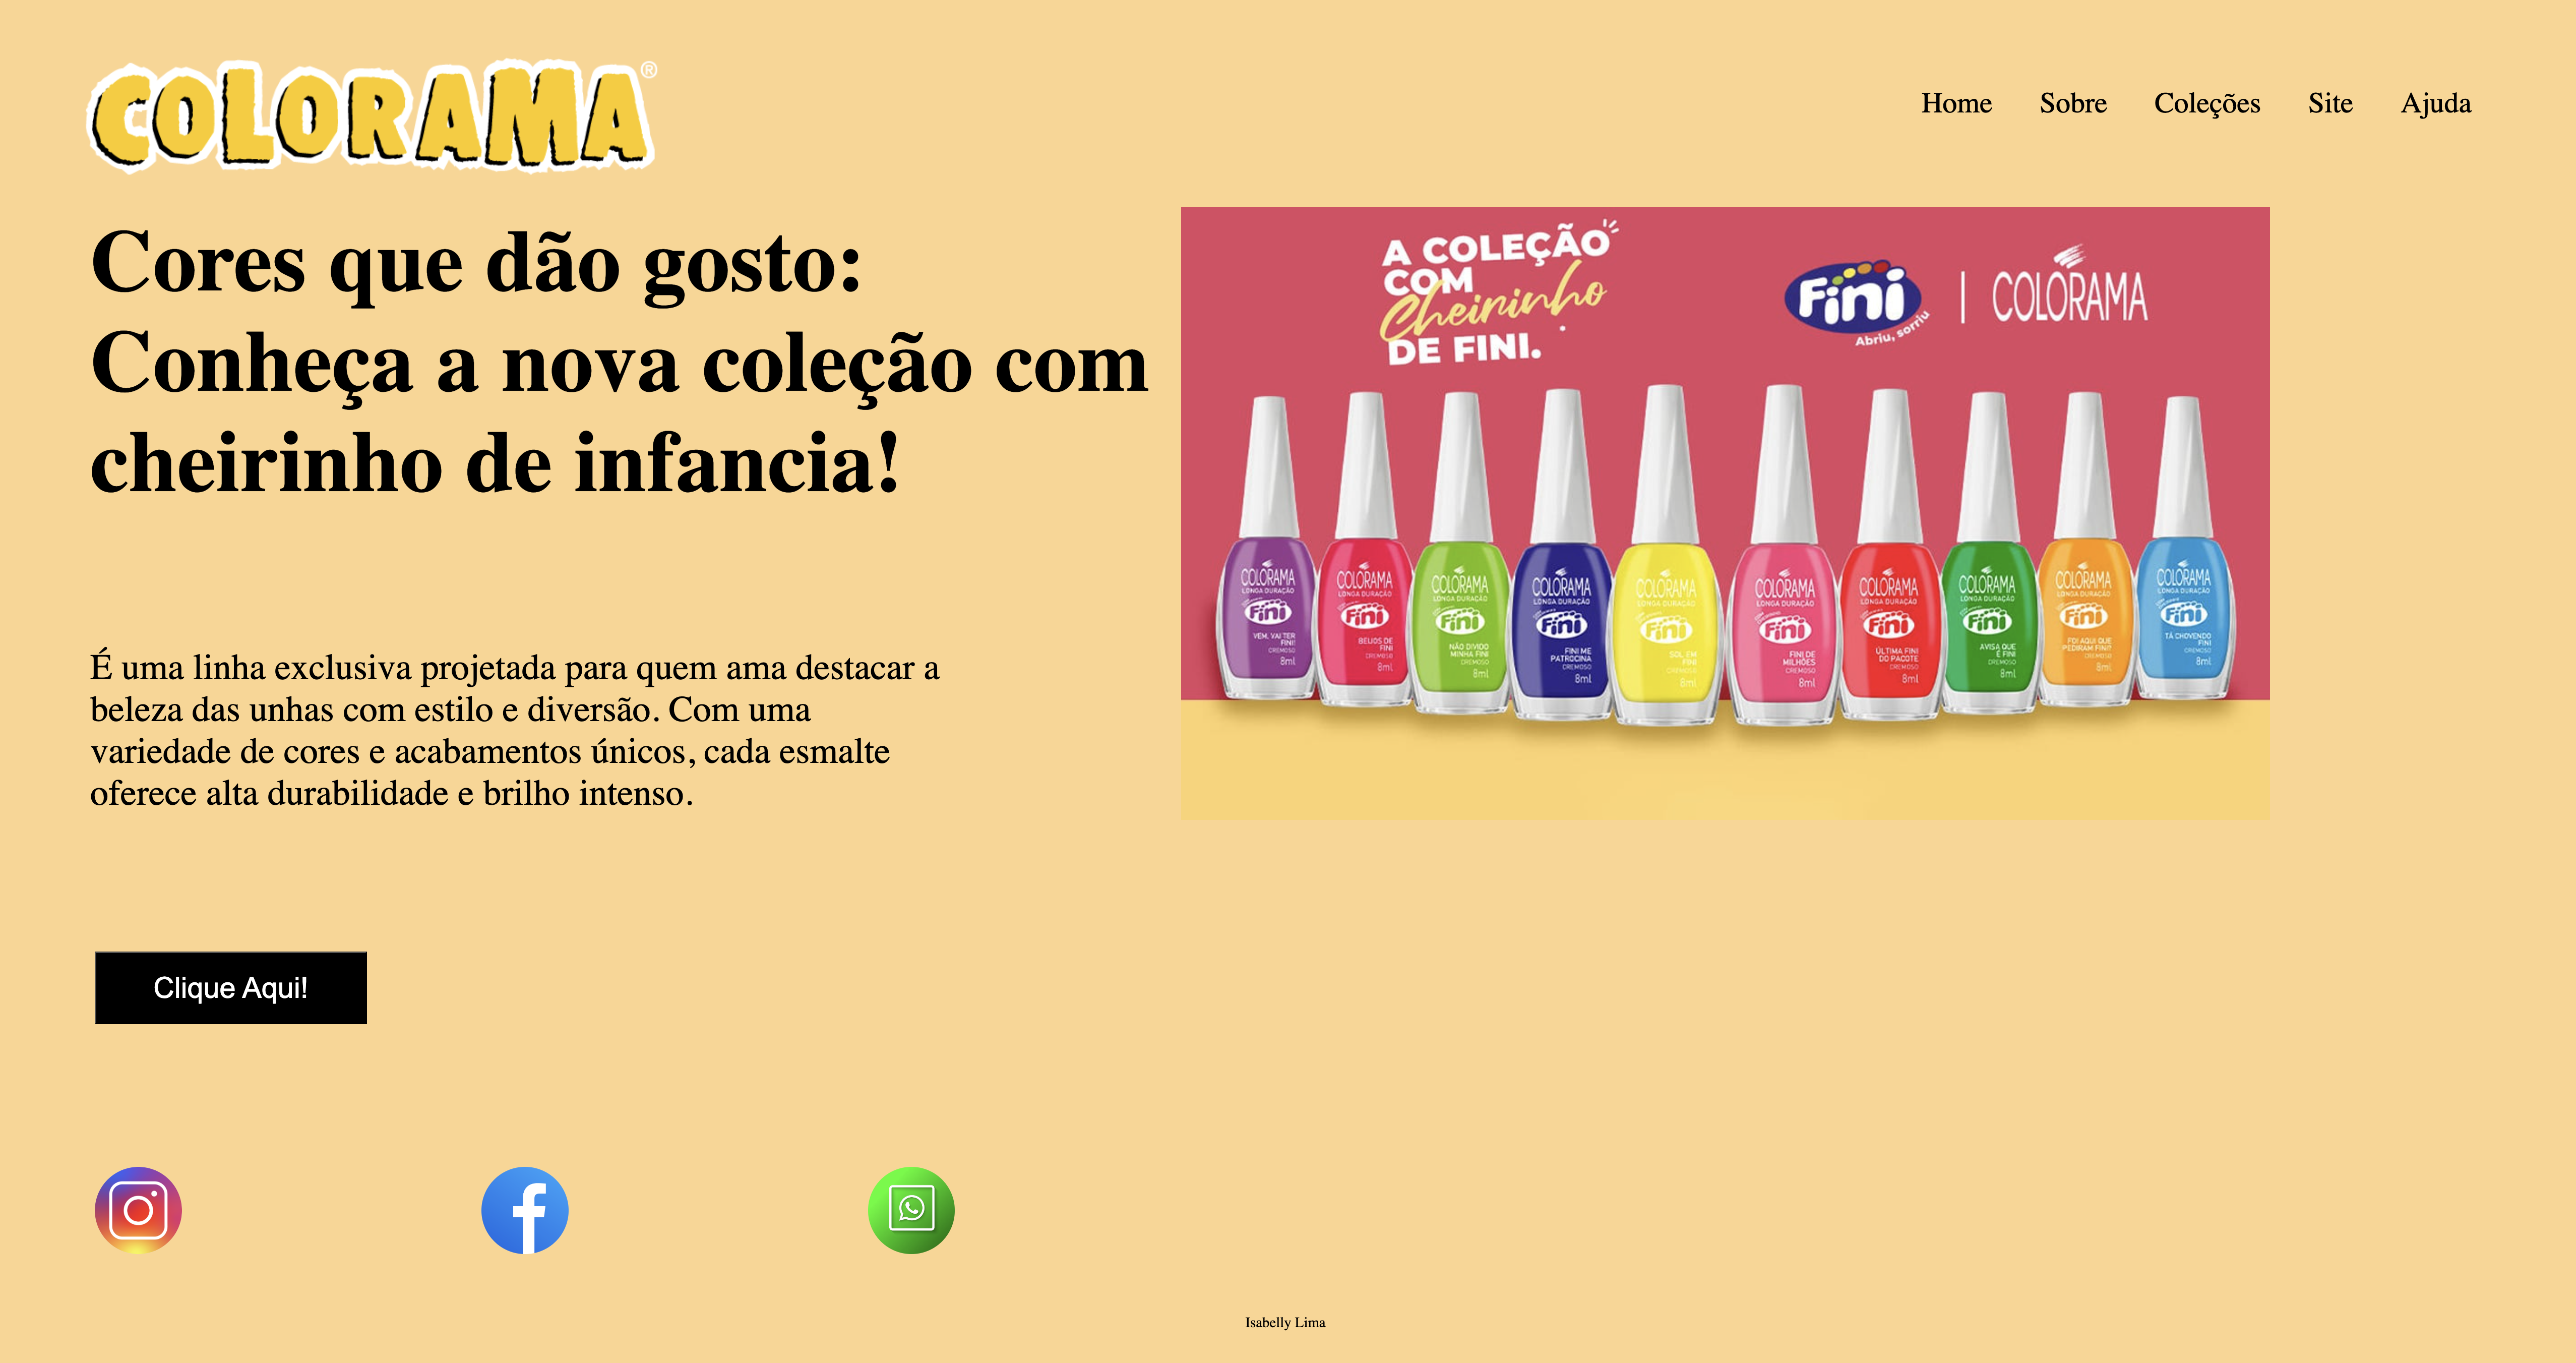 COLORAMA®
Home Sobre Coleções Site Ajuda
Cores que dão gosto:
Conheça a nova coleção com
cheirinho de infancia!
É uma linha exclusiva projetada para quem ama destacar a
beleza das unhas com estilo e diversão. Com uma
variedade de cores e acabamentos únicos, cada esmalte
oferece alta durabilidade e brilho intenso.
Clique Aqui!
A COLEÇÃO
COM
Cheirinho
DE FINI.
Fini
Abriu, sorriu
COLORAMA
COLORAMA
LONGA DURAÇÃO
Fini
VEM, VAI TER
FINI!
CREMOSO
8ml
COLORAMA
LONGA DURAÇÃO
Fini
BEIJOS DE
FINI
CREMOSO
8ml
COLORAMA
LONGA DURAÇÃO
Fini
NÃO DIVIDO
MINHA FINI
CREMOSO
8ml
COLORAMA
LONGA DURAÇÃO
Fini
FINI ME
PATROCINA
CREMOSO
8ml
COLORAMA
LONGA DURAÇÃO
Fini
SOL EM
FINI
CREMOSO
8ml
COLORAMA
LONGA DURAÇÃO
Fini
FINI DE
MILHÕES
CREMOSO
8ml
COLORAMA
LONGA DURAÇÃO
Fini
ÚLTIMA FINI
DO PACOTE
CREMOSO
8ml
COLORAMA
LONGA DURAÇÃO
Fini
AVISA QUE
É FINI
CREMOSO
8ml
COLORAMA
LONGA DURAÇÃO
Fini
FOI AQUI QUE
PEDIRAM FINI?
CREMOSO
8ml
COLORAMA
LONGA DURAÇÃO
Fini
TÁ CHOVENDO
FINI
CREMOSO
8ml
Isabelly Lima